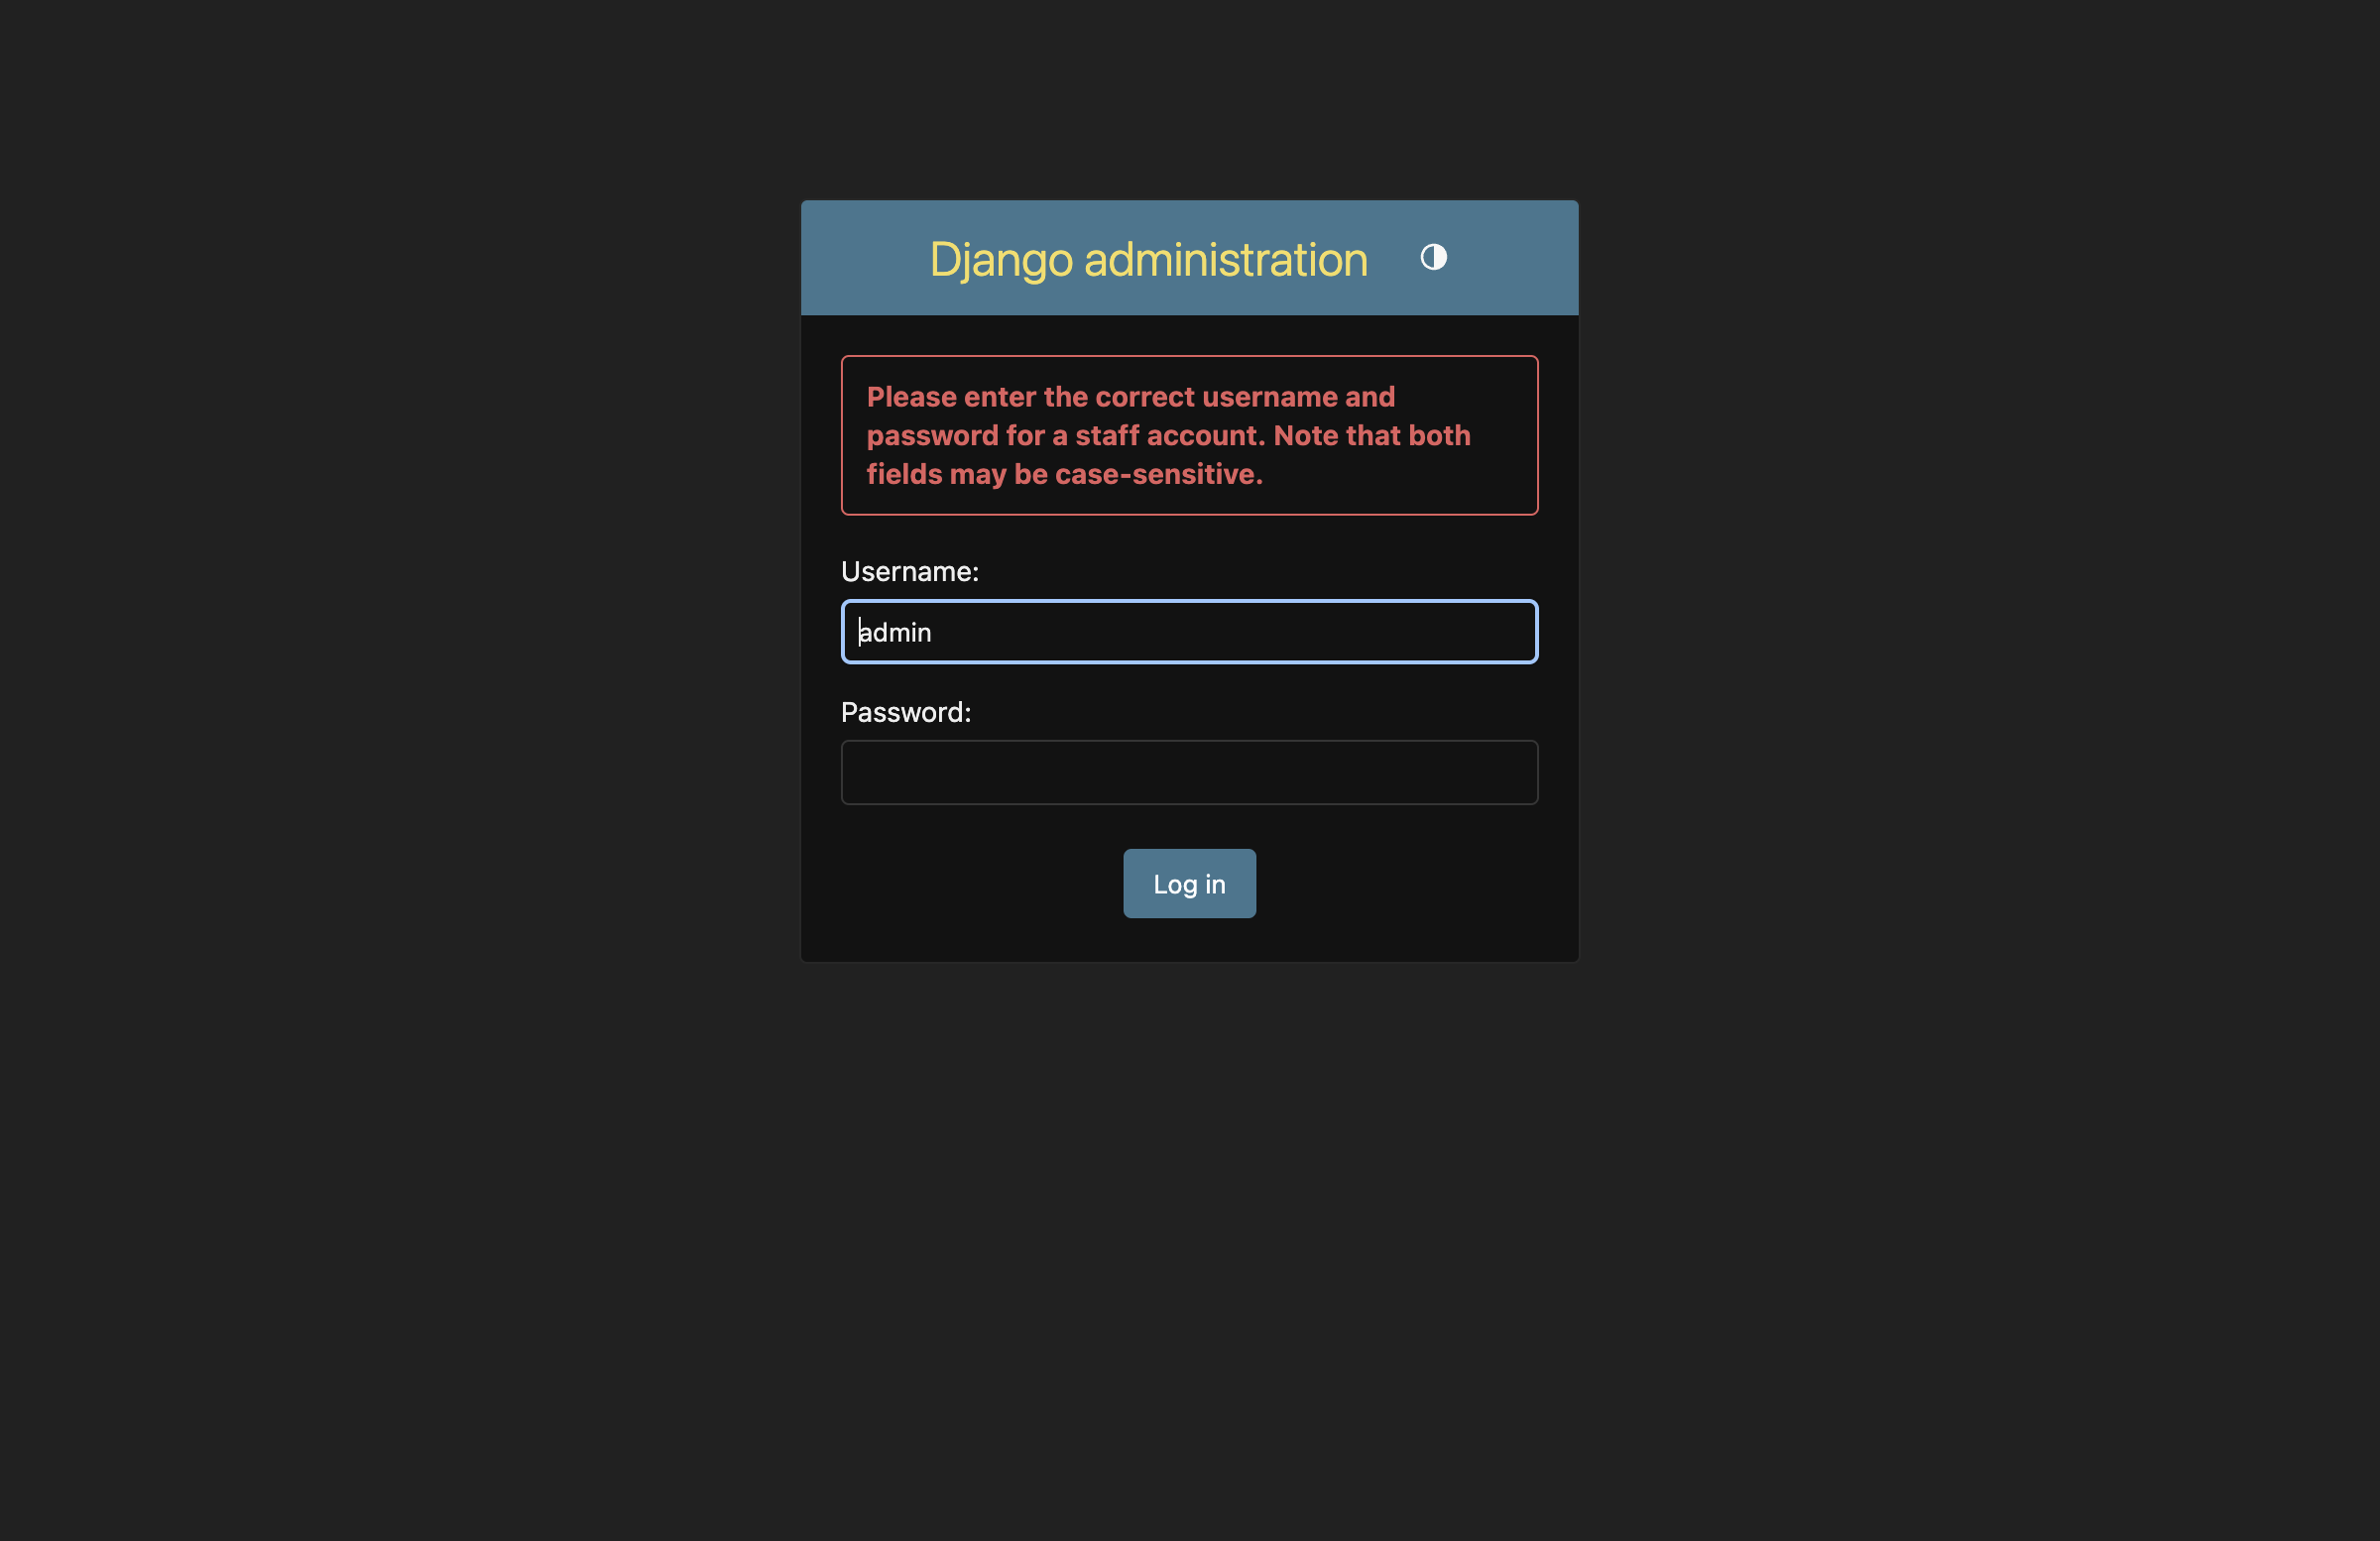 Django administration
Please enter the correct username and
password for a staff account. Note that both
fields may be case-sensitive.
Username:
admin
Password:
Log in